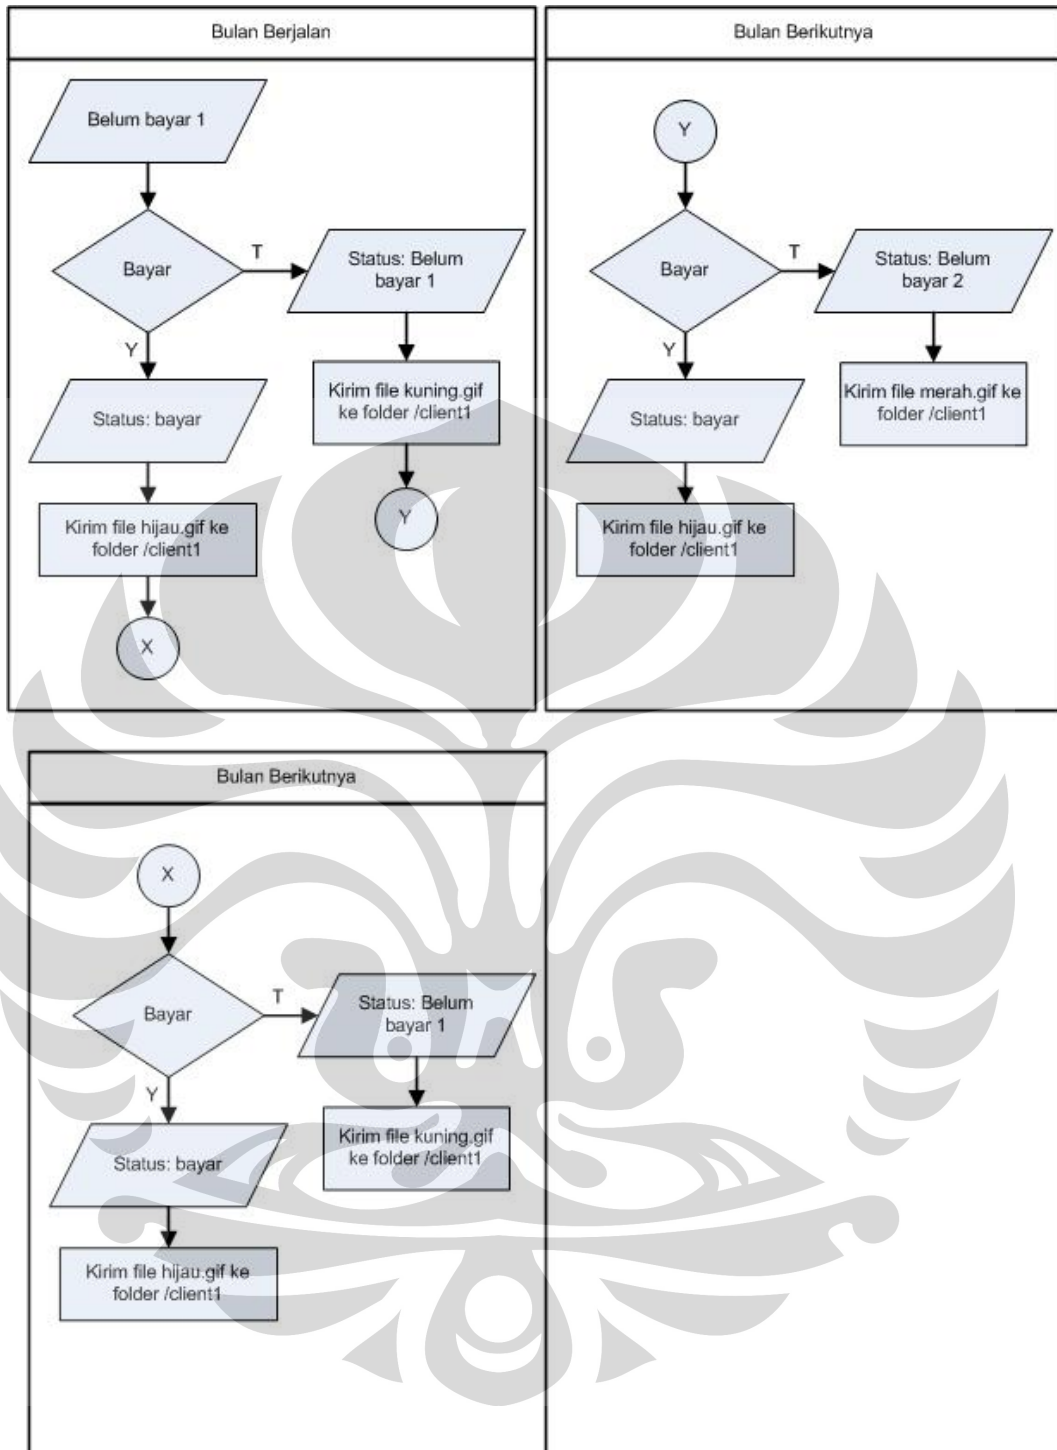 Bulan Berjalan
Belum bayar 1
Bayar
T
Status: Belum
bayar 1
Y
Status: bayar
Kirim file kuning.gif
ke folder /client1
Y
Kirim file hijau.gif ke
folder /client1
X
Bulan Berikutnya
Y
Bayar
T
Status: Belum
bayar 2
Y
Status: bayar
Kirim file merah.gif ke
folder /client1
Kirim file hijau.gif ke
folder /client1
Bulan Berikutnya
X
Bayar
T
Status: Belum
bayar 1
Y
Status: bayar
Kirim file kuning.gif
ke folder /client1
Kirim file hijau.gif ke
folder /client1